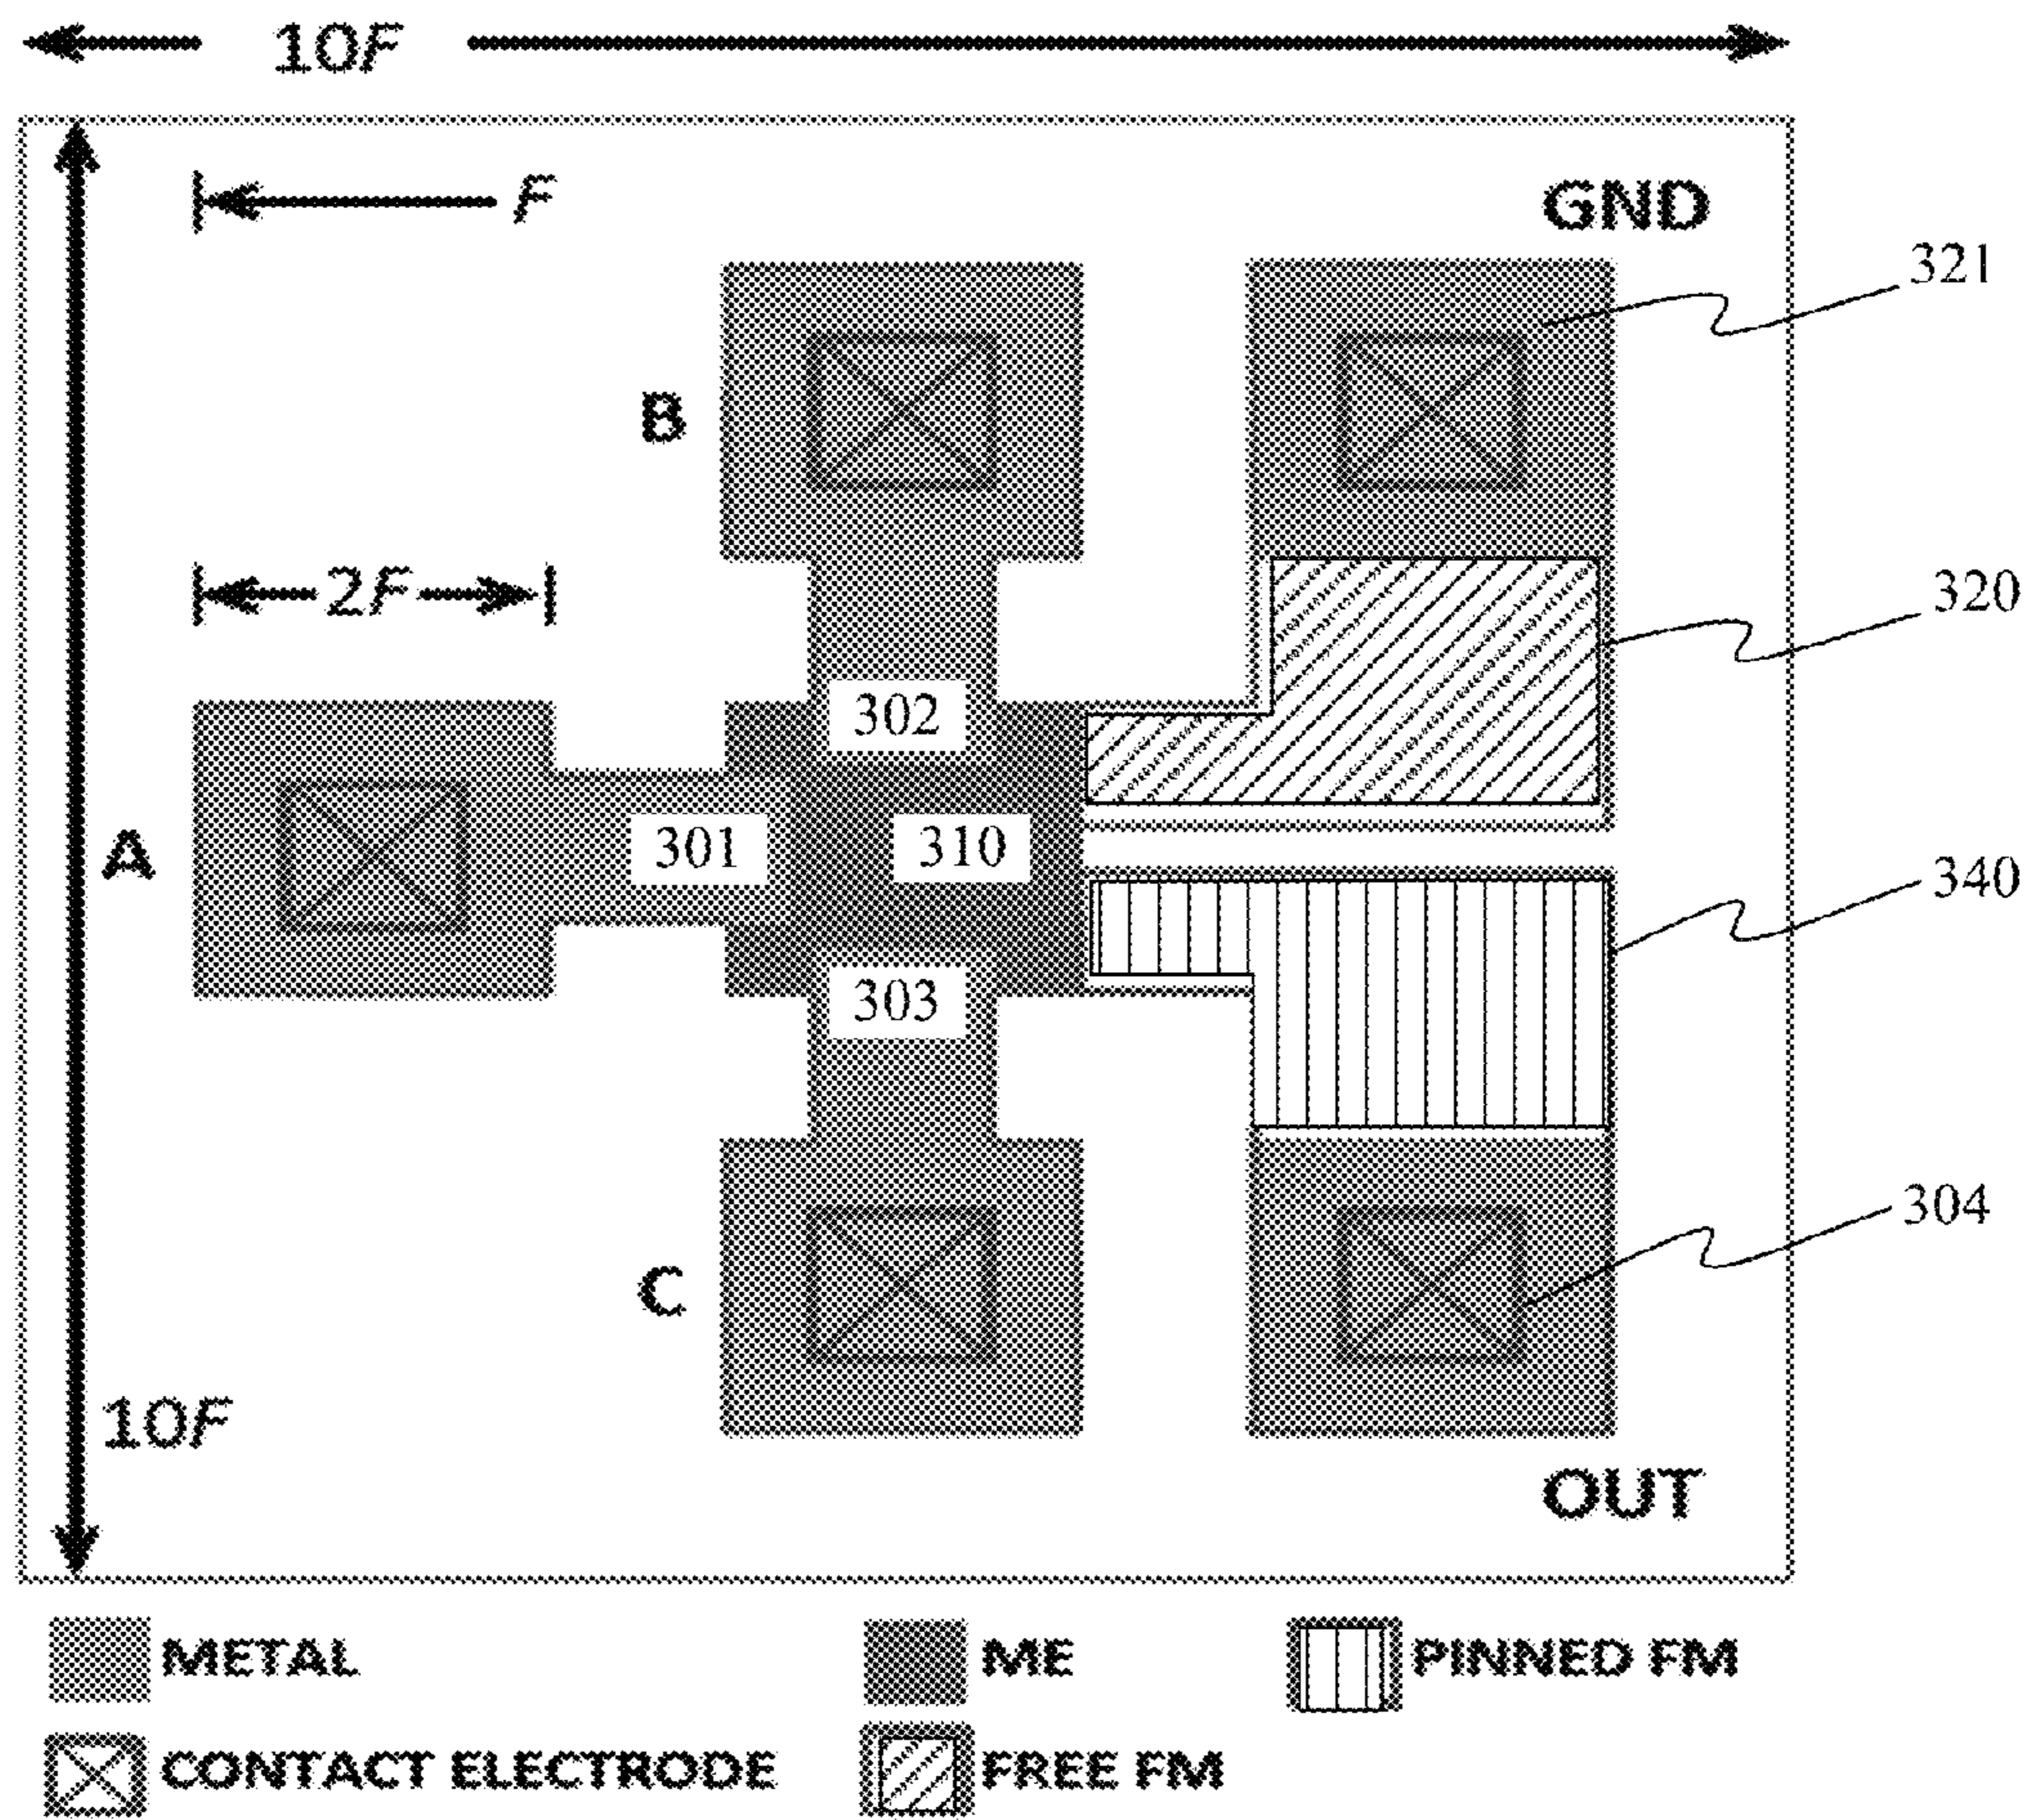 10F
F
GND
321
B
2F
320
302
A
301
310
340
303
C
304
10F
OUT
METAL
ME
PINNED FM
CONTACT ELECTRODE
FREE FM